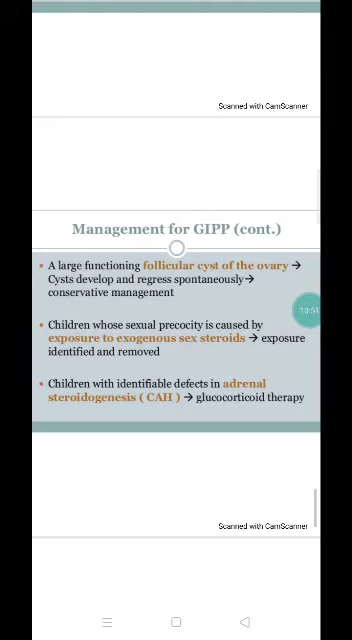 Scanned with CamScanner
Management for GIPP (cont.)
• A large functioning follicular cyst of the ovary →
Cysts develop and regress spontaneously→
conservative management
• Children whose sexual precocity is caused by
exposure to exogenous sex steroids → exposure
identified and removed
10:51
• Children with identifiable defects in adrenal
steroidogenesis ( CAH ) → glucocorticoid therapy
Scanned with CamScanner